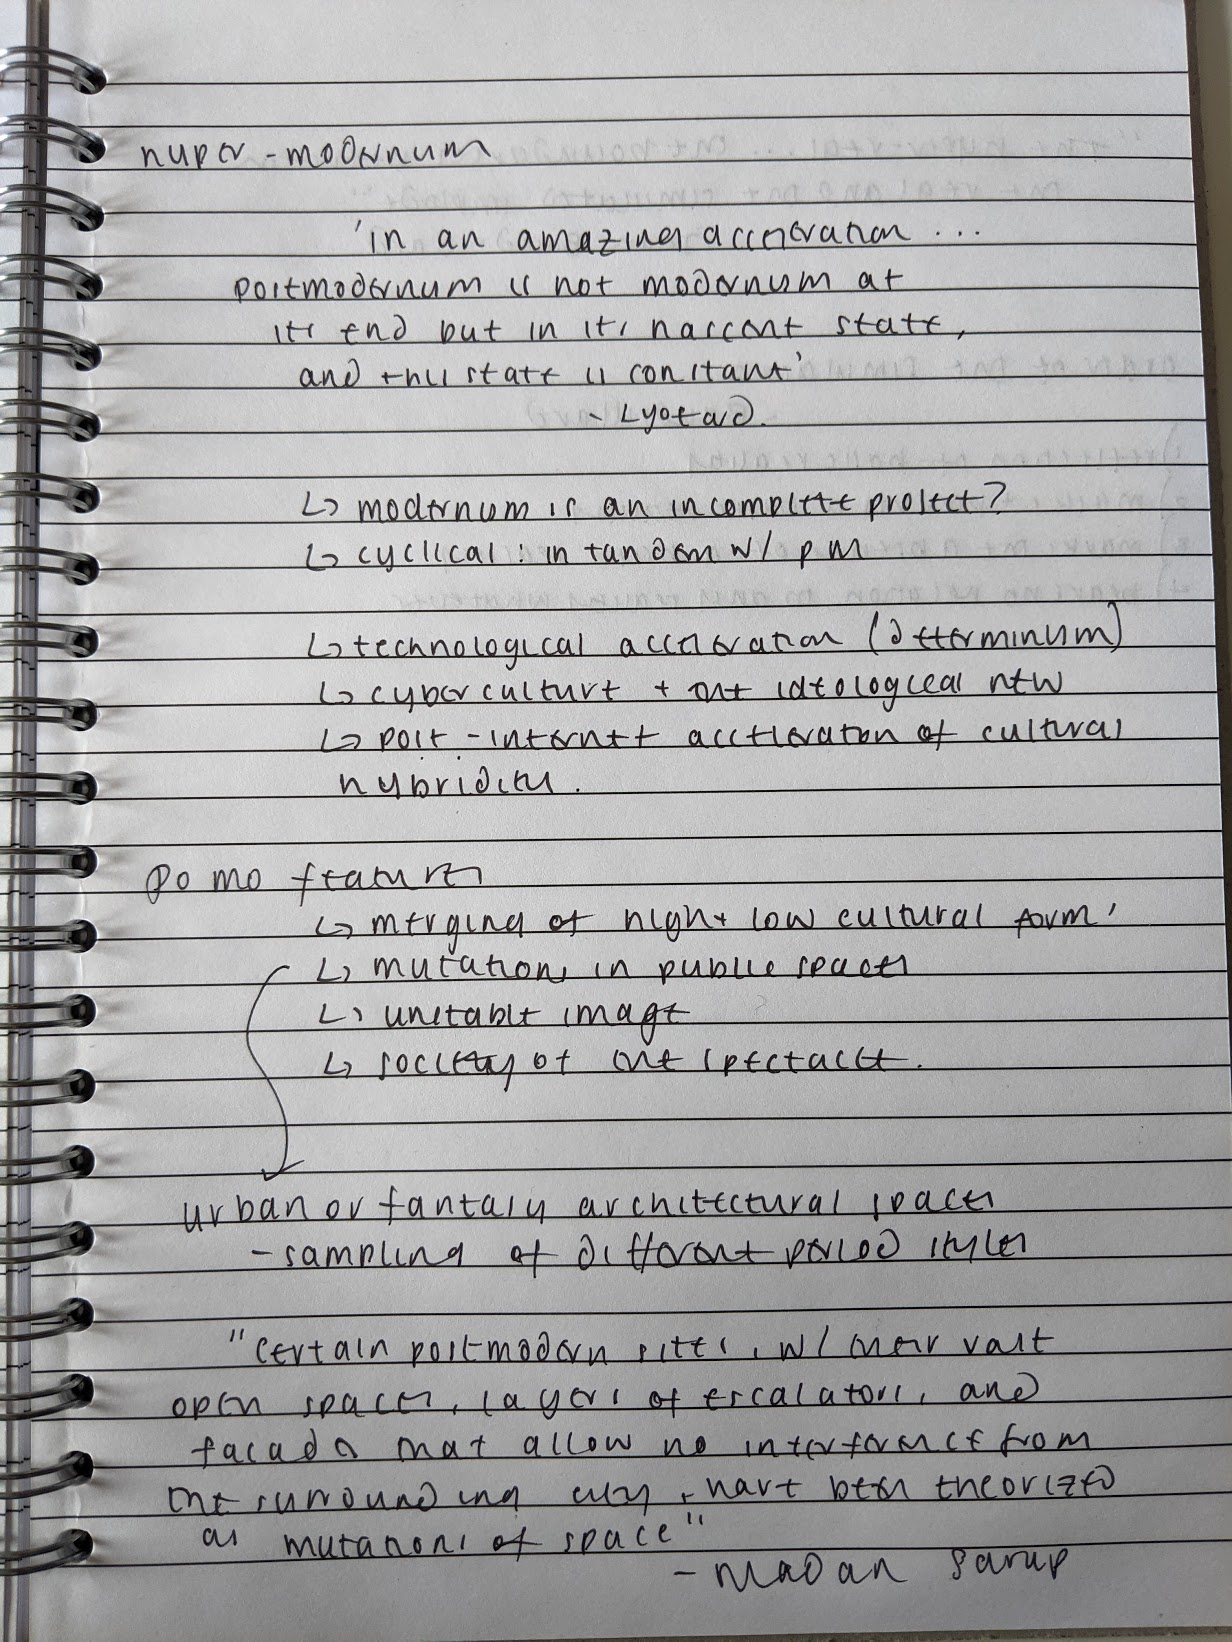 hyper-modernism
'in an amazing acceleration ...
postmodernism is not modernism at
its end but in its nascent state,
and this state is constant'
- Lyotard.
↳ modernism is an incomplete project?
↳ cyclical : in tandem w/ pm
↳ technological acceleration (determinism)
↳ cyberculture + the ideological new
↳ post-internet acceleration of cultural
hybridity.
Pomo features
↳ merging of high + low cultural forms
↳ mutations in public spaces
↳ unstable image
↳ society of the spectacle.
urban or fantasy architectural spaces
- sampling of different period styles
"Certain postmodern sites, w/ their vast
open spaces, layers of escalators, and
facades that allow no interference from
the surrounding city, have been theorized
as mutations of space"
- Madan Sarup